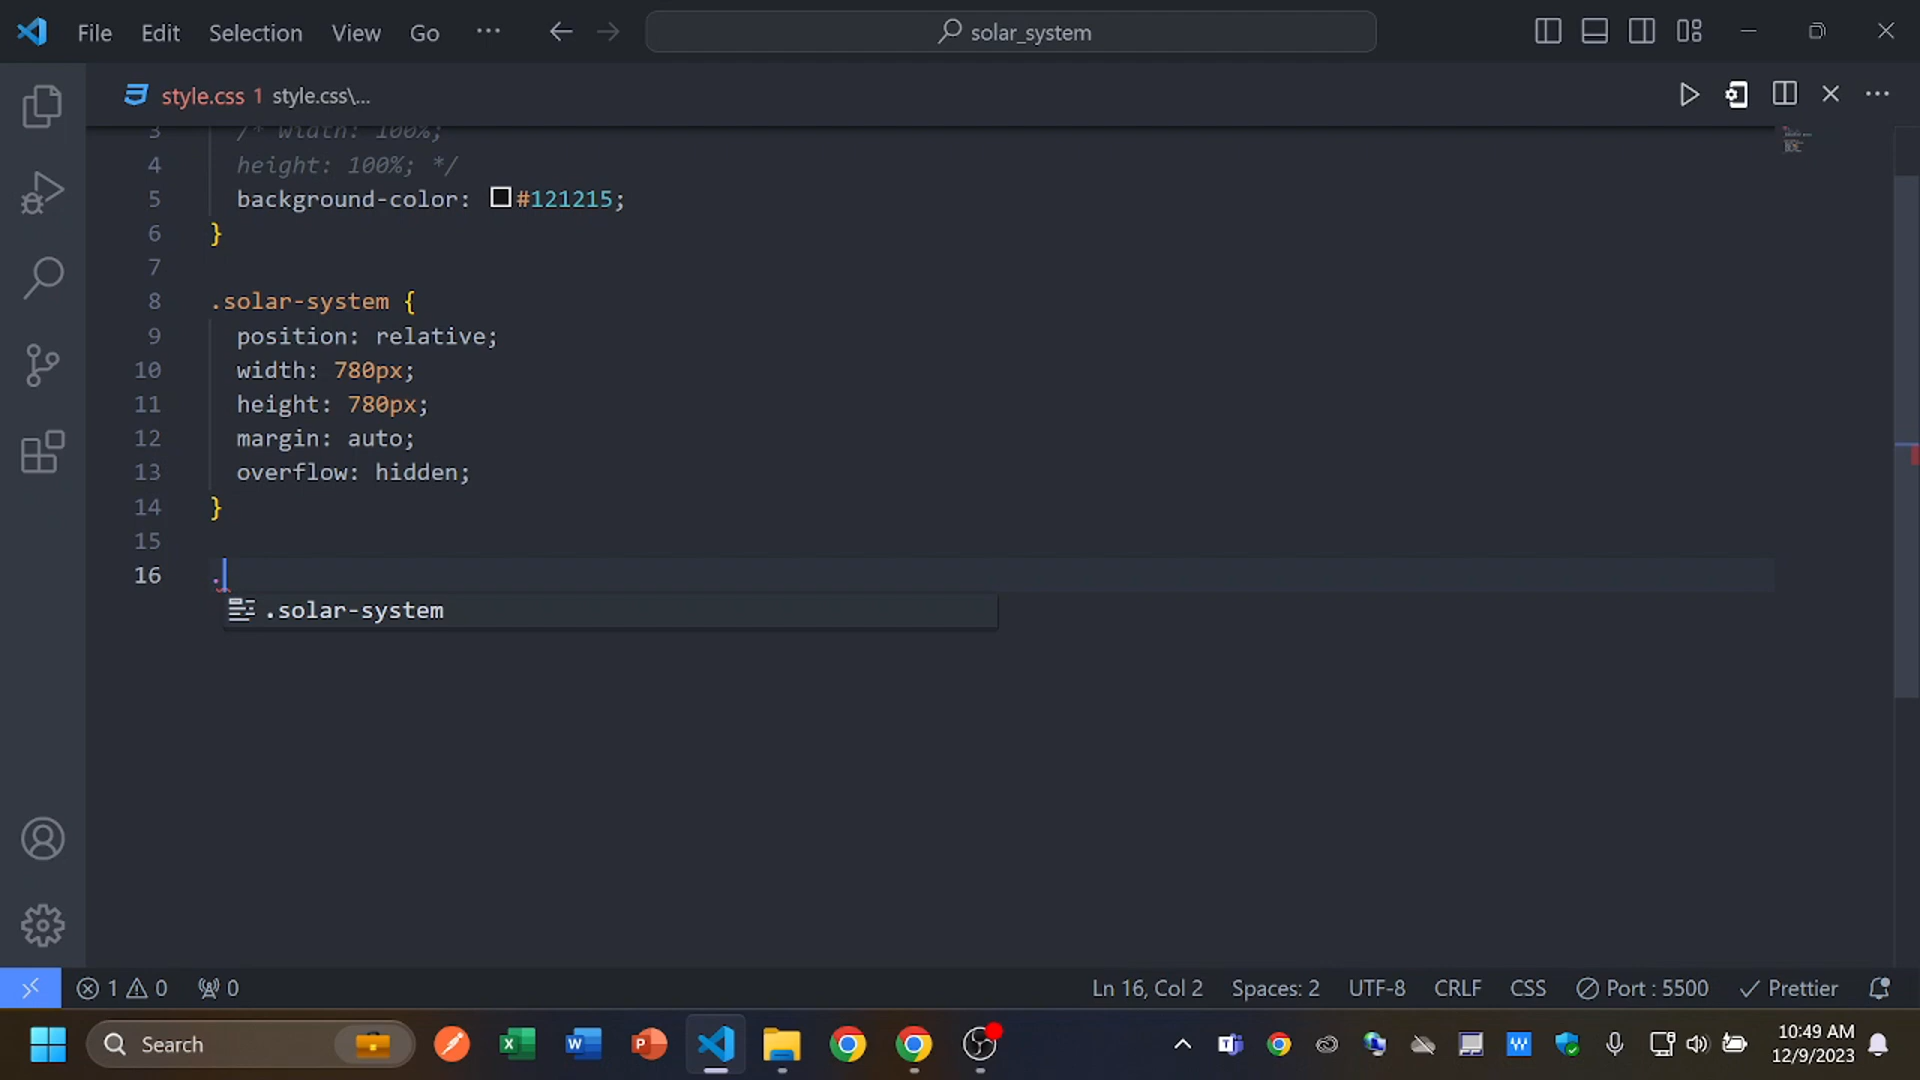 File Edit Selection View Go ... solar_system
style.css 1 style.css\...
3 /* width: 100%;
4 height: 100%; */
5 background-color: #121215;
6 }
7
8 .solar-system {
9 position: relative;
10 width: 780px;
11 height: 780px;
12 margin: auto;
13 overflow: hidden;
14 }
15
16 .
.solar-system
1 0 0 Ln 16, Col 2 Spaces: 2 UTF-8 CRLF CSS Port : 5500 Prettier
Search 10:49 AM
12/9/2023